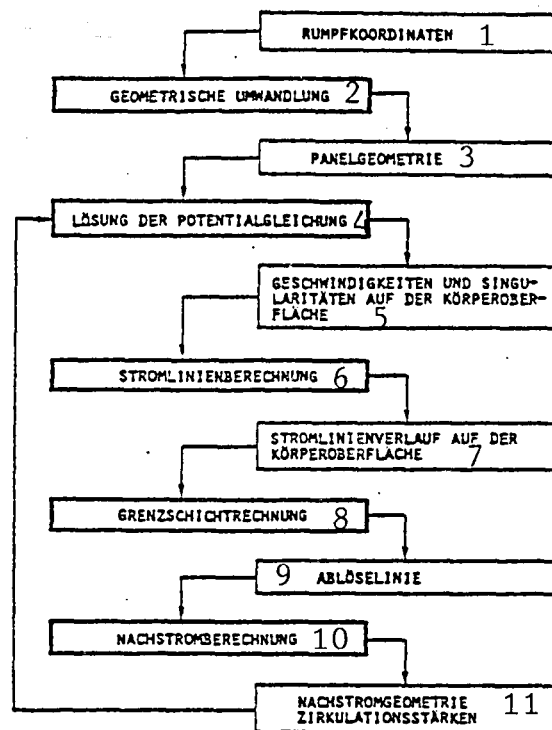 RUMPFKOORDINATEN 1
GEOMETRISCHE UMWANDLUNG 2
PANELGEOMETRIE 3
LÖSUNG DER POTENTIALGLEICHUNG 4
GESCHWINDIGKEITEN UND SINGU-
LARITÄTEN AUF DER KÖRPEROBER-
FLÄCHE 5
STROMLINIENBERECHNUNG 6
STROMLINIENVERLAUF AUF DER
KÖRPEROBERFLÄCHE 7
GRENZSCHICHTRECHNUNG 8
9 ABLÖSELINIE
NACHSTROMBERECHNUNG 10
NACHSTROMGEOMETRIE 11
ZIRKULATIONSSTÄRKEN